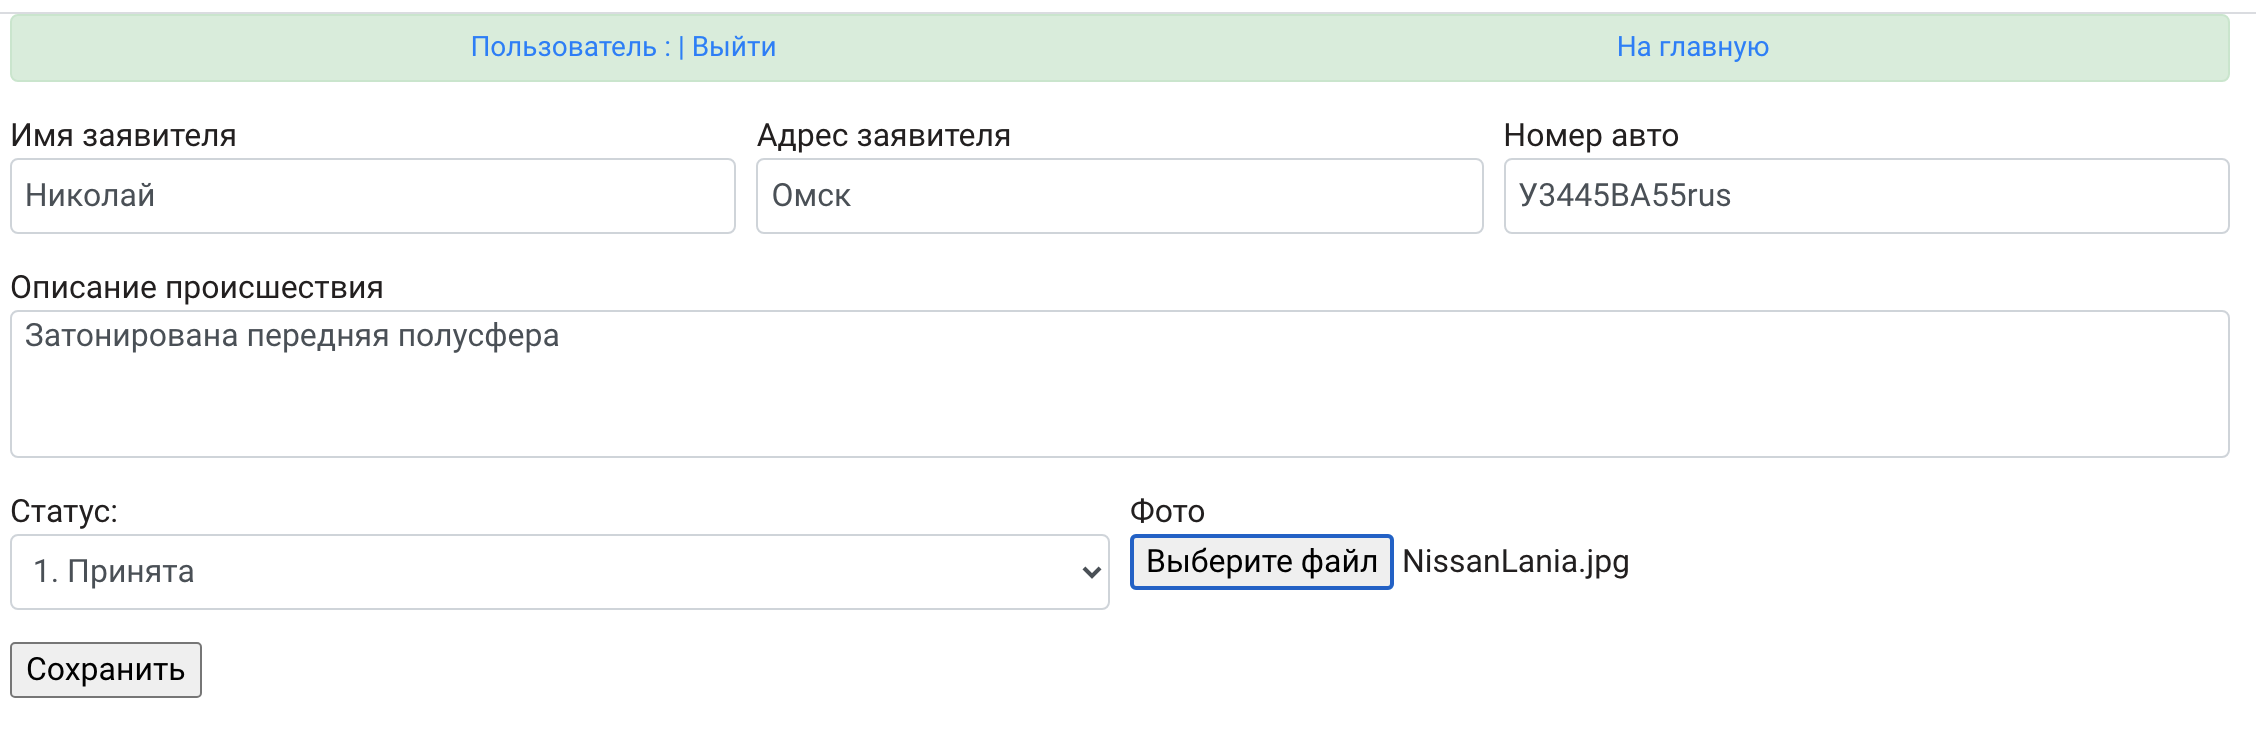 Пользователь : | Выйти На главную
Имя заявителя Адрес заявителя Номер авто
Николай Омск У3445ВА55rus
Описание происшествия
Затонирована передняя полусфера
Статус: Фото
1. Принята Выберите файл NissanLania.jpg
Сохранить